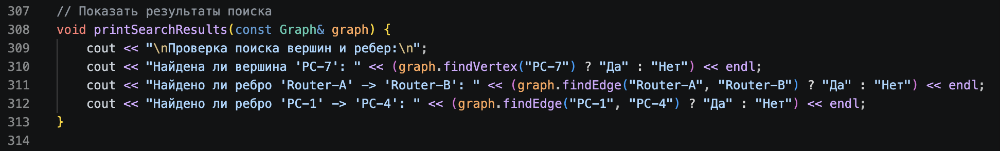 307 // Показать результаты поиска
308 void printSearchResults(const Graph& graph) {
309 cout << "\nПроверка поиска вершин и ребер:\n";
310 cout << "Найдена ли вершина 'PC-7': " << (graph.findVertex("PC-7") ? "Да" : "Нет") << endl;
311 cout << "Найдено ли ребро 'Router-A' -> 'Router-B': " << (graph.findEdge("Router-A", "Router-B") ? "Да" : "Нет") << endl;
312 cout << "Найдено ли ребро 'PC-1' -> 'PC-4': " << (graph.findEdge("PC-1", "PC-4") ? "Да" : "Нет") << endl;
313 }
314